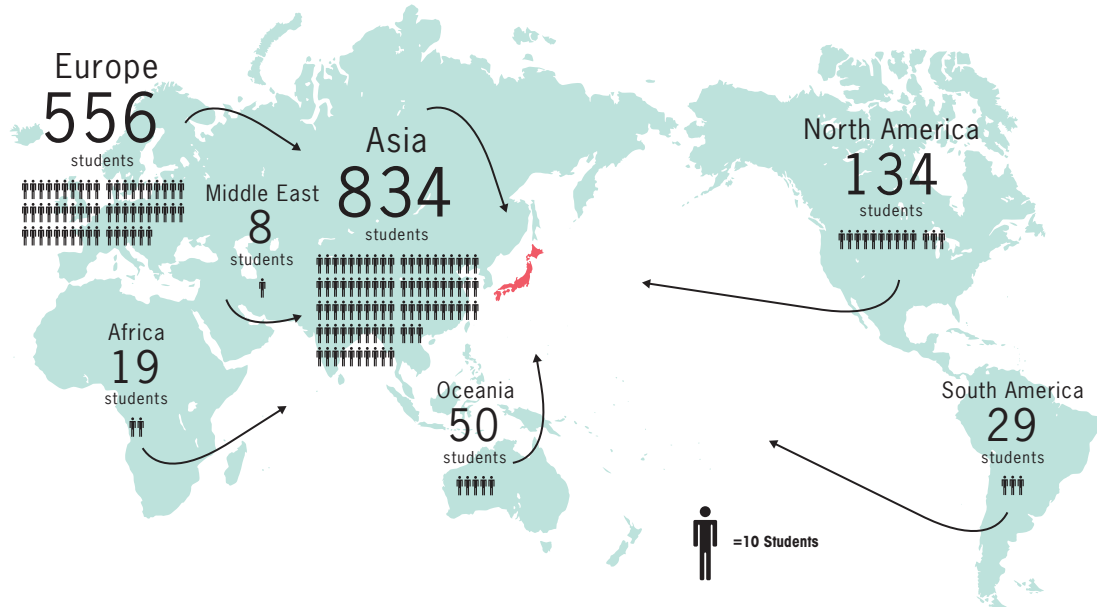 Europe
556
students
Middle East
8
students
Asia
834
students
North America
134
students
Africa
19
students
Oceania
50
students
South America
29
students
=10 Students